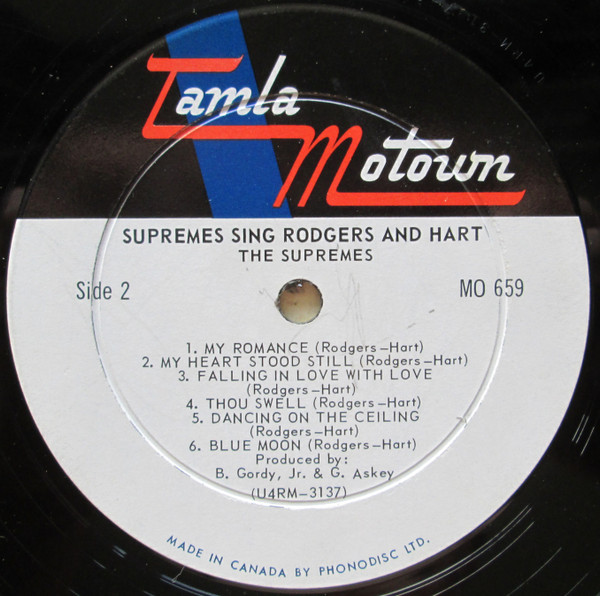 Tamla
Motown
SUPREMES SING RODGERS AND HART
THE SUPREMES
Side 2
MO 659
1. MY ROMANCE (Rodgers–Hart)
2. MY HEART STOOD STILL (Rodgers–Hart)
3. FALLING IN LOVE WITH LOVE
(Rodgers–Hart)
4. THOU SWELL (Rodgers–Hart)
5. DANCING ON THE CEILING
(Rodgers–Hart)
6. BLUE MOON (Rodgers–Hart)
Produced by:
B. Gordy, Jr. & G. Askey
(U4RM–3137)
MADE IN CANADA BY PHONODISC LTD.